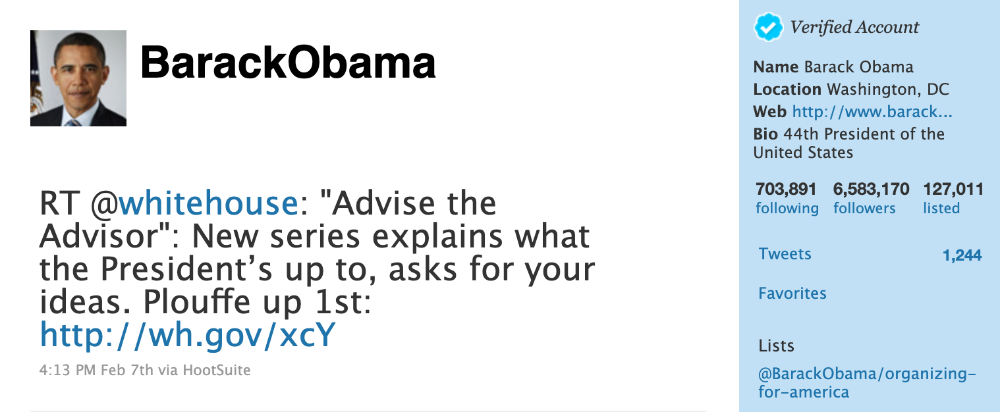 BarackObama
RT @whitehouse: "Advise the
Advisor": New series explains what
the President’s up to, asks for your
ideas. Plouffe up 1st:
http://wh.gov/xcY
4:13 PM Feb 7th via HootSuite
Verified Account
Name Barack Obama
Location Washington, DC
Web http://www.barack...
Bio 44th President of the
United States
703,891 6,583,170 127,011
following followers listed
Tweets 1,244
Favorites
Lists
@BarackObama/organizing-
for-america